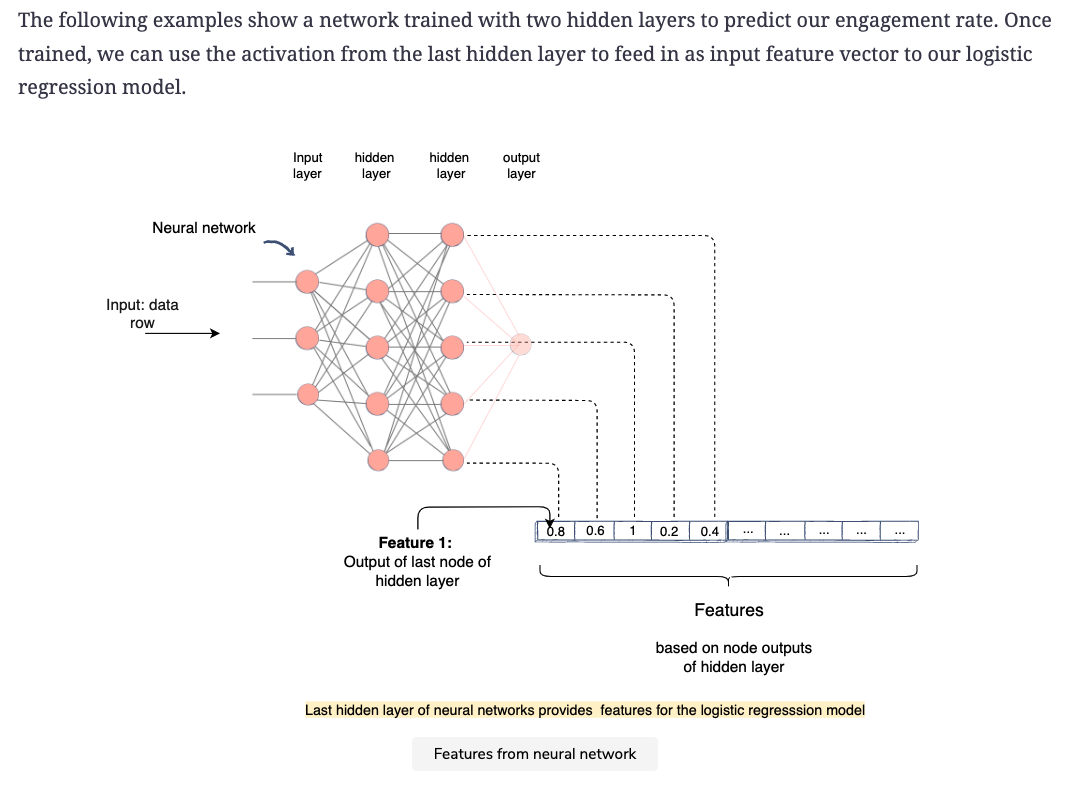 The following examples show a network trained with two hidden layers to predict our engagement rate. Once
trained, we can use the activation from the last hidden layer to feed in as input feature vector to our logistic
regression model.
Input
layer
hidden
layer
hidden
layer
output
layer
Neural network
Input: data
row
0.8 0.6 1 0.2 0.4 ... ... ... ... ...
Feature 1:
Output of last node of
hidden layer
Features
based on node outputs
of hidden layer
Last hidden layer of neural networks provides features for the logistic regresssion model
Features from neural network